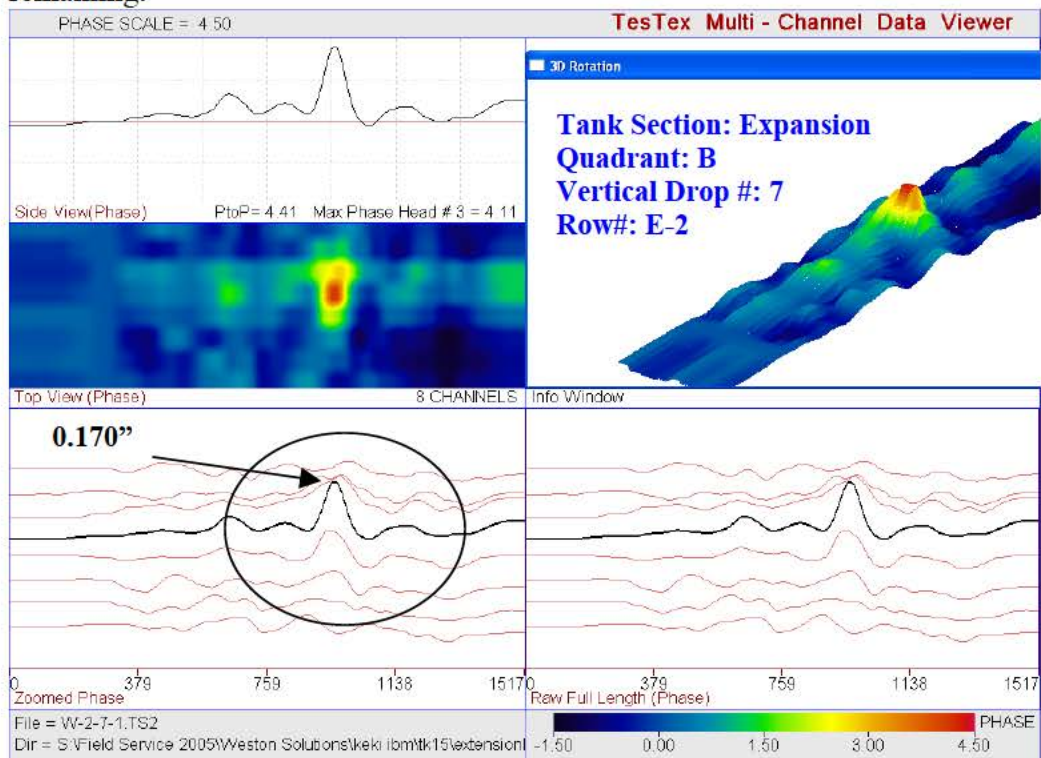 remaining.
PHASE SCALE = 4.50
TesTex Multi - Channel Data Viewer
3D Rotation
Tank Section: Expansion
Quadrant: B
Vertical Drop #: 7
Row#: E-2
Side View(Phase) PtoP= 4.41 Max Phase Head # 3 = 4.11
Top View (Phase) 8 CHANNELS
Info Window
0.170”
0 379 759 1138 1517
Zoomed Phase
0 379 759 1138 1517
Raw Full Length (Phase)
File = W-2-7-1.TS2
Dir = S:\Field Service 2005\Weston Solutions\keki ibm\tk15\extension\
PHASE
-1.50 0.00 1.50 3.00 4.50